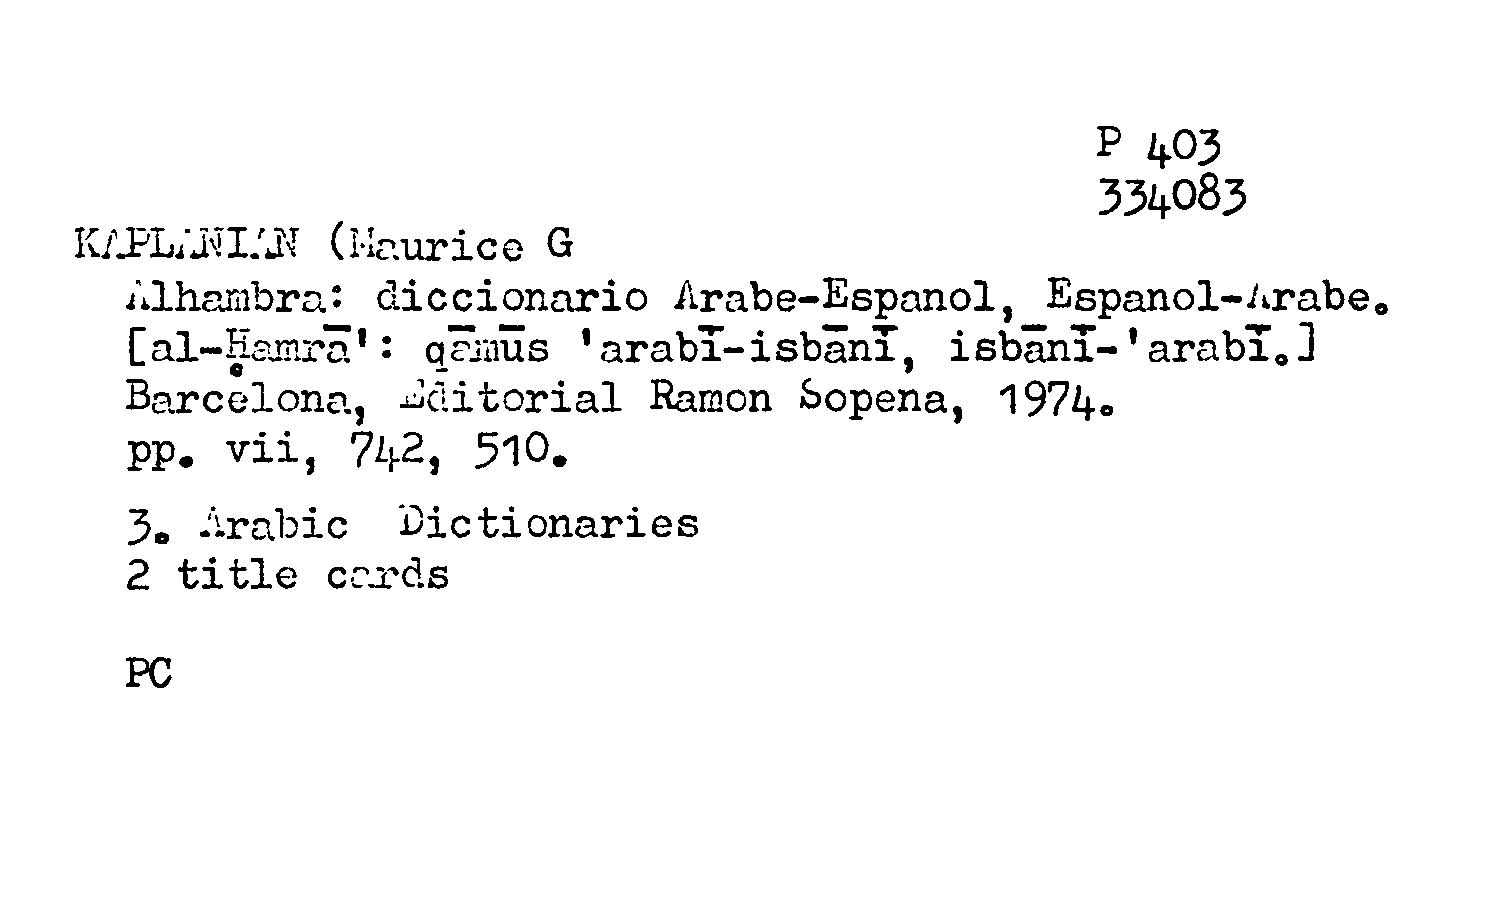 P 403
334083
KAPLANIAN (Maurice G
Alhambra: diccionario Arabe-Espanol, Espanol-Arabe.
[al-Ḥamrā': qāmūs 'arabī-isbānī, isbānī-'arabī.]
Barcelona, Editorial Ramon Sopena, 1974.
pp. vii, 742, 510.
3. Arabic Dictionaries
2 title cards
PC